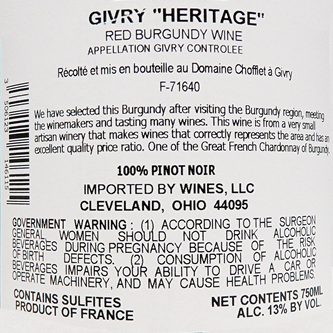 GIVRY "HERITAGE"
RED BURGUNDY WINE
APPELLATION GIVRY CONTROLEE
Récolté et mis en bouteille au Domaine Chofflet à Givry
F-71640
We have selected this Burgundy after visiting the Burgundy region, meeting
the winemakers and tasting many wines. This wine is from a very small
artisan winery that makes wines that correctly represents the area and has an
excellent quality price ratio. One of the Great French Chardonnay of Burgundy.
100% PINOT NOIR
IMPORTED BY WINES, LLC
CLEVELAND, OHIO 44095
GOVERNMENT WARNING : (1) ACCORDING TO THE SURGEON
GENERAL WOMEN SHOULD NOT DRINK ALCOHOLIC
BEVERAGES DURING PREGNANCY BECAUSE OF THE RISK
OF BIRTH DEFECTS. (2) CONSUMPTION OF ALCOHOLIC
BEVERAGES IMPAIRS YOUR ABILITY TO DRIVE A CAR OR
OPERATE MACHINERY, AND MAY CAUSE HEALTH PROBLEMS.
CONTAINS SULFITES
PRODUCT OF FRANCE
NET CONTENTS 750ML
ALC. 13% BY VOL.